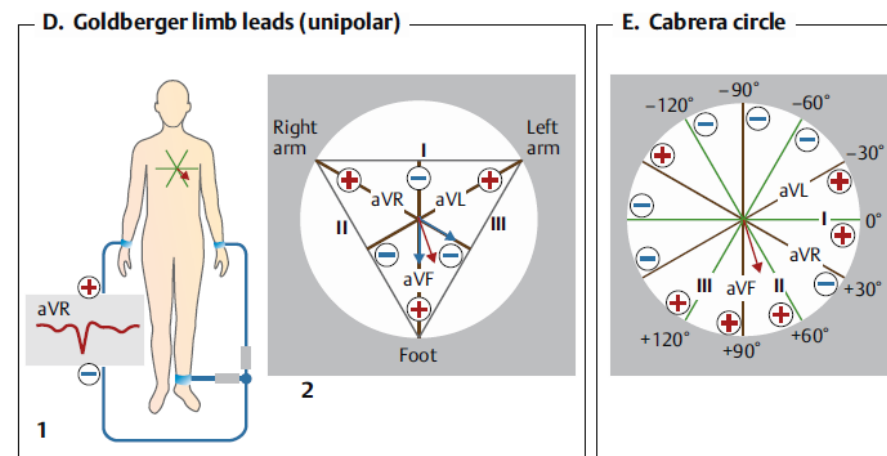 D. Goldberger limb leads (unipolar)
aVR
+
−
1
Right
arm
Left
arm
I
+
−
+
aVR
aVL
II
III
−
−
aVF
+
Foot
2
E. Cabrera circle
−120°
−90°
−60°
−
−
−
+
−30°
+
aVL
−
I
0°
+
−
aVR
III
aVF
II
−
+30°
+
+
+
+120°
+90°
+60°